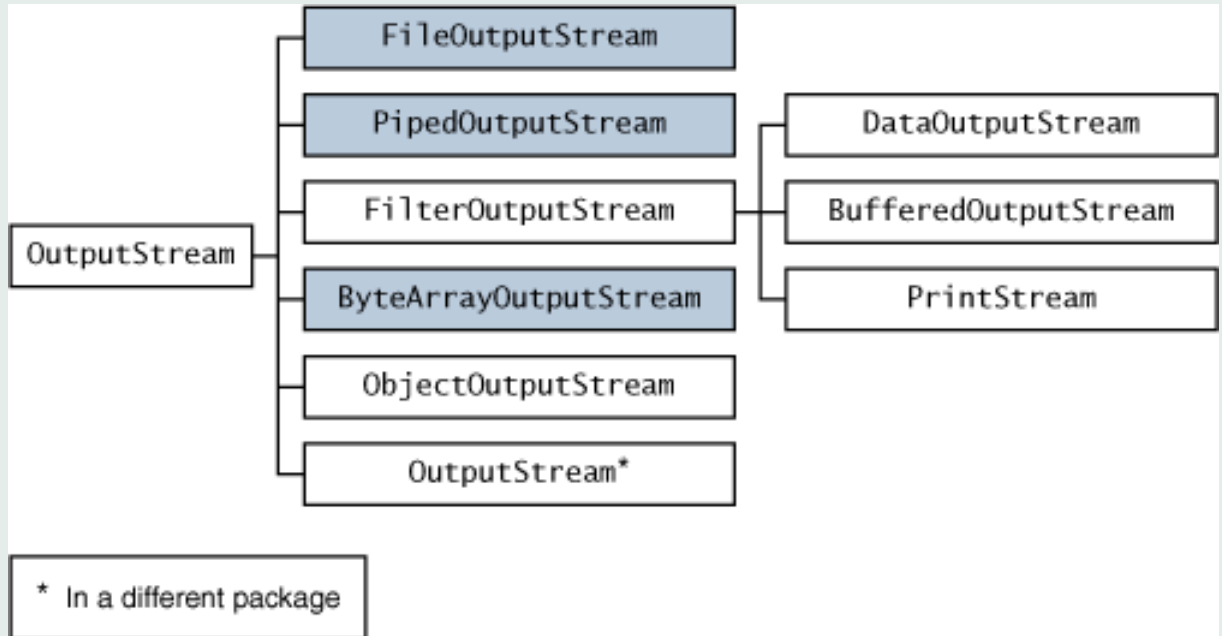 FileOutputStream
PipedOutputStream
DataOutputStream
FilterOutputStream
BufferedOutputStream
OutputStream
ByteArrayOutputStream
PrintStream
ObjectOutputStream
OutputStream*
* In a different package